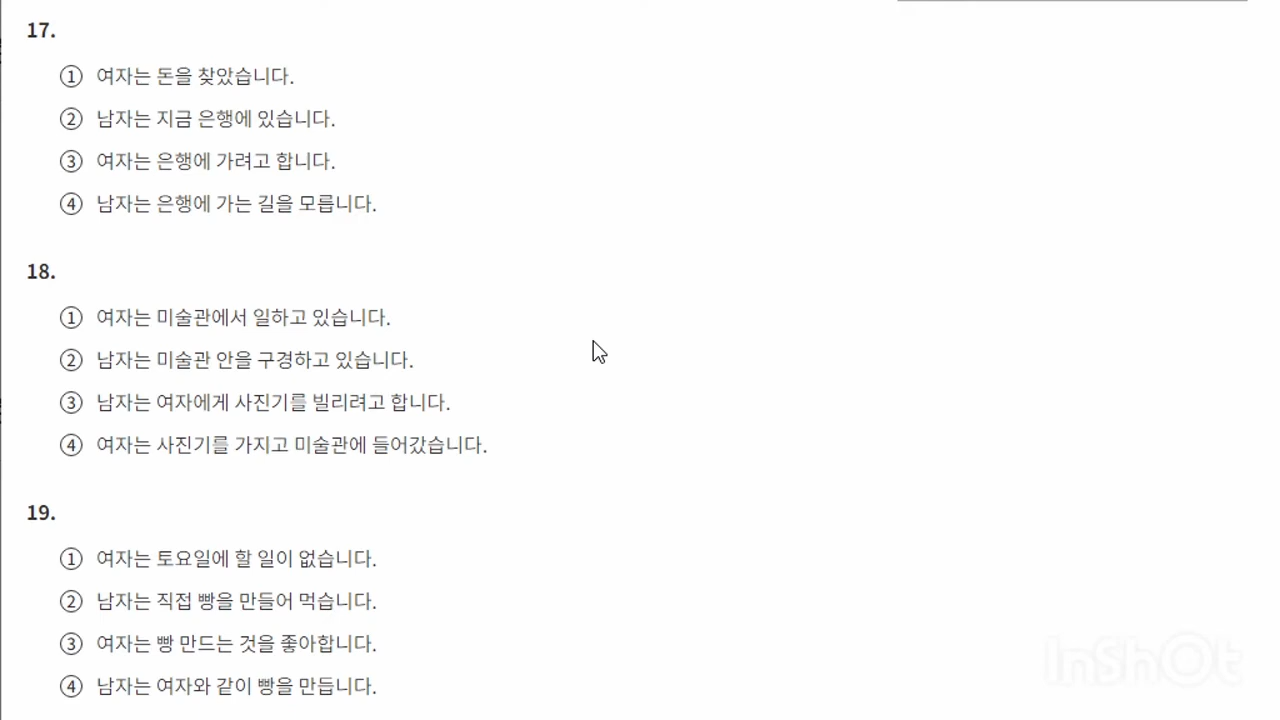 17.
① 여자는 돈을 찾았습니다.
② 남자는 지금 은행에 있습니다.
③ 여자는 은행에 가려고 합니다.
④ 남자는 은행에 가는 길을 모릅니다.
18.
① 여자는 미술관에서 일하고 있습니다.
② 남자는 미술관 안을 구경하고 있습니다.
③ 남자는 여자에게 사진기를 빌리려고 합니다.
④ 여자는 사진기를 가지고 미술관에 들어갔습니다.
19.
① 여자는 토요일에 할 일이 없습니다.
② 남자는 직접 빵을 만들어 먹습니다.
③ 여자는 빵 만드는 것을 좋아합니다.
④ 남자는 여자와 같이 빵을 만듭니다.
InShOt